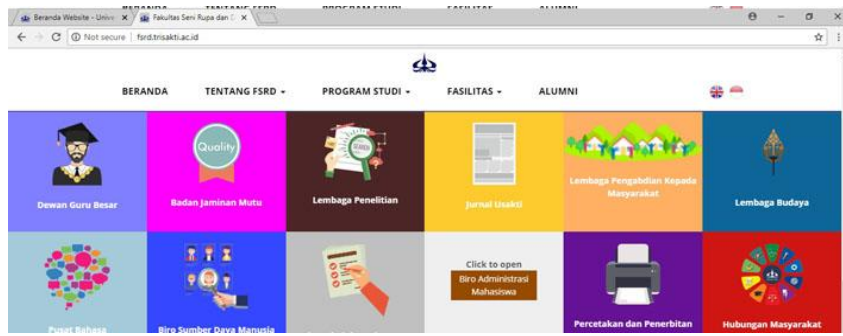 Beranda Website - Unive
Fakultas Seni Rupa dan
Not secure | fsrd.trisakti.ac.id
BERANDA TENTANG FSRD PROGRAM STUDI FASILITAS ALUMNI
Quality
SEARCH
Dewan Guru Besar
Badan Jaminan Mutu
Lembaga Penelitian
Jurnal Usakti
Lembaga Pengabdian Kepada
Masyarakat
Lembaga Budaya
Click to open
Biro Administrasi
Mahasiswa
Pusat Bahasa
Biro Sumber Daya Manusia
Percetakan dan Penerbitan
Hubungan Masyarakat